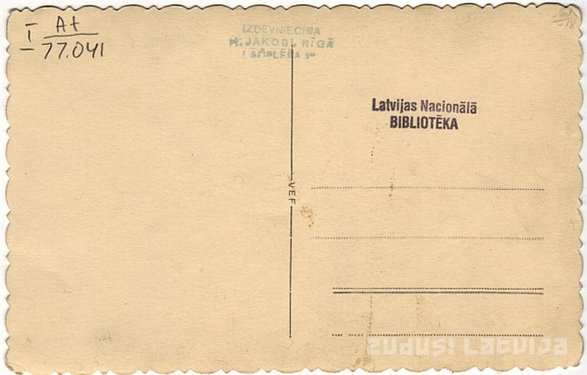 I At
77.041
IZDEVNIECĪBA
M. JAKOBI, RĪGĀ
Latvijas Nacionālā
BIBLIOTĒKA
VEF
ZUDUSĪ LATVIJA